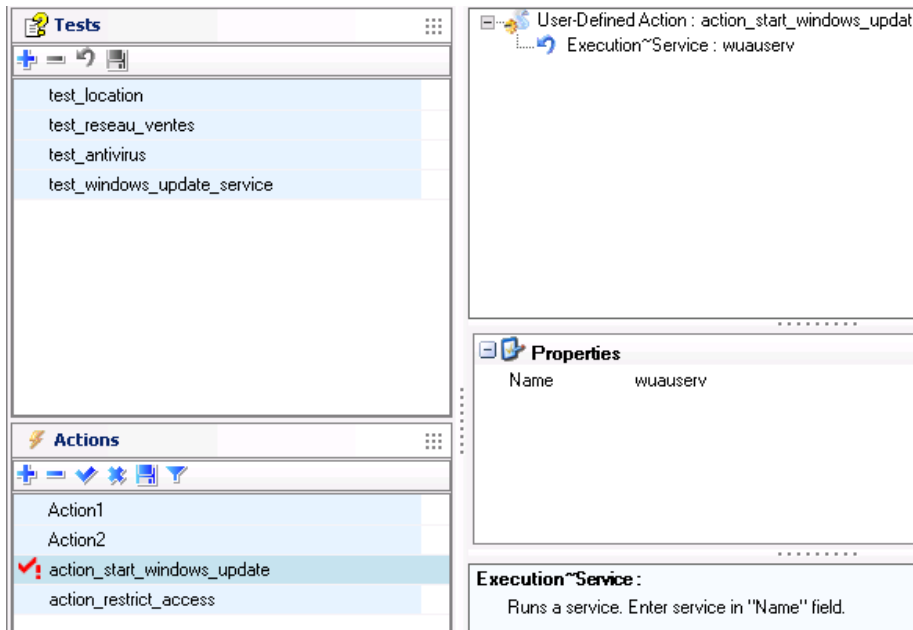 Tests
test_location
test_reseau_ventes
test_antivirus
test_windows_update_service
Actions
Action1
Action2
action_start_windows_update
action_restrict_access
User-Defined Action : action_start_windows_updat
Execution~Service : wuauserv
Properties
Name wuauserv
Execution~Service :
Runs a service. Enter service in "Name" field.